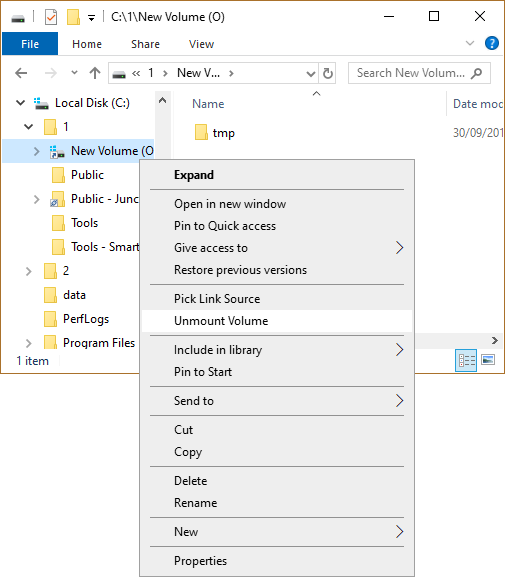 C:\1\New Volume (O)
File
Home
Share
View
1
New V...
Search New Volum...
Local Disk (C:)
1
New Volume (O
Public
Public - Junc
Tools
Tools - Smart
2
data
PerfLogs
Program Files
Name
Date mod
tmp
30/09/201
1 item
Expand
Open in new window
Pin to Quick access
Give access to
Restore previous versions
Pick Link Source
Unmount Volume
Include in library
Pin to Start
Send to
Cut
Copy
Delete
Rename
New
Properties